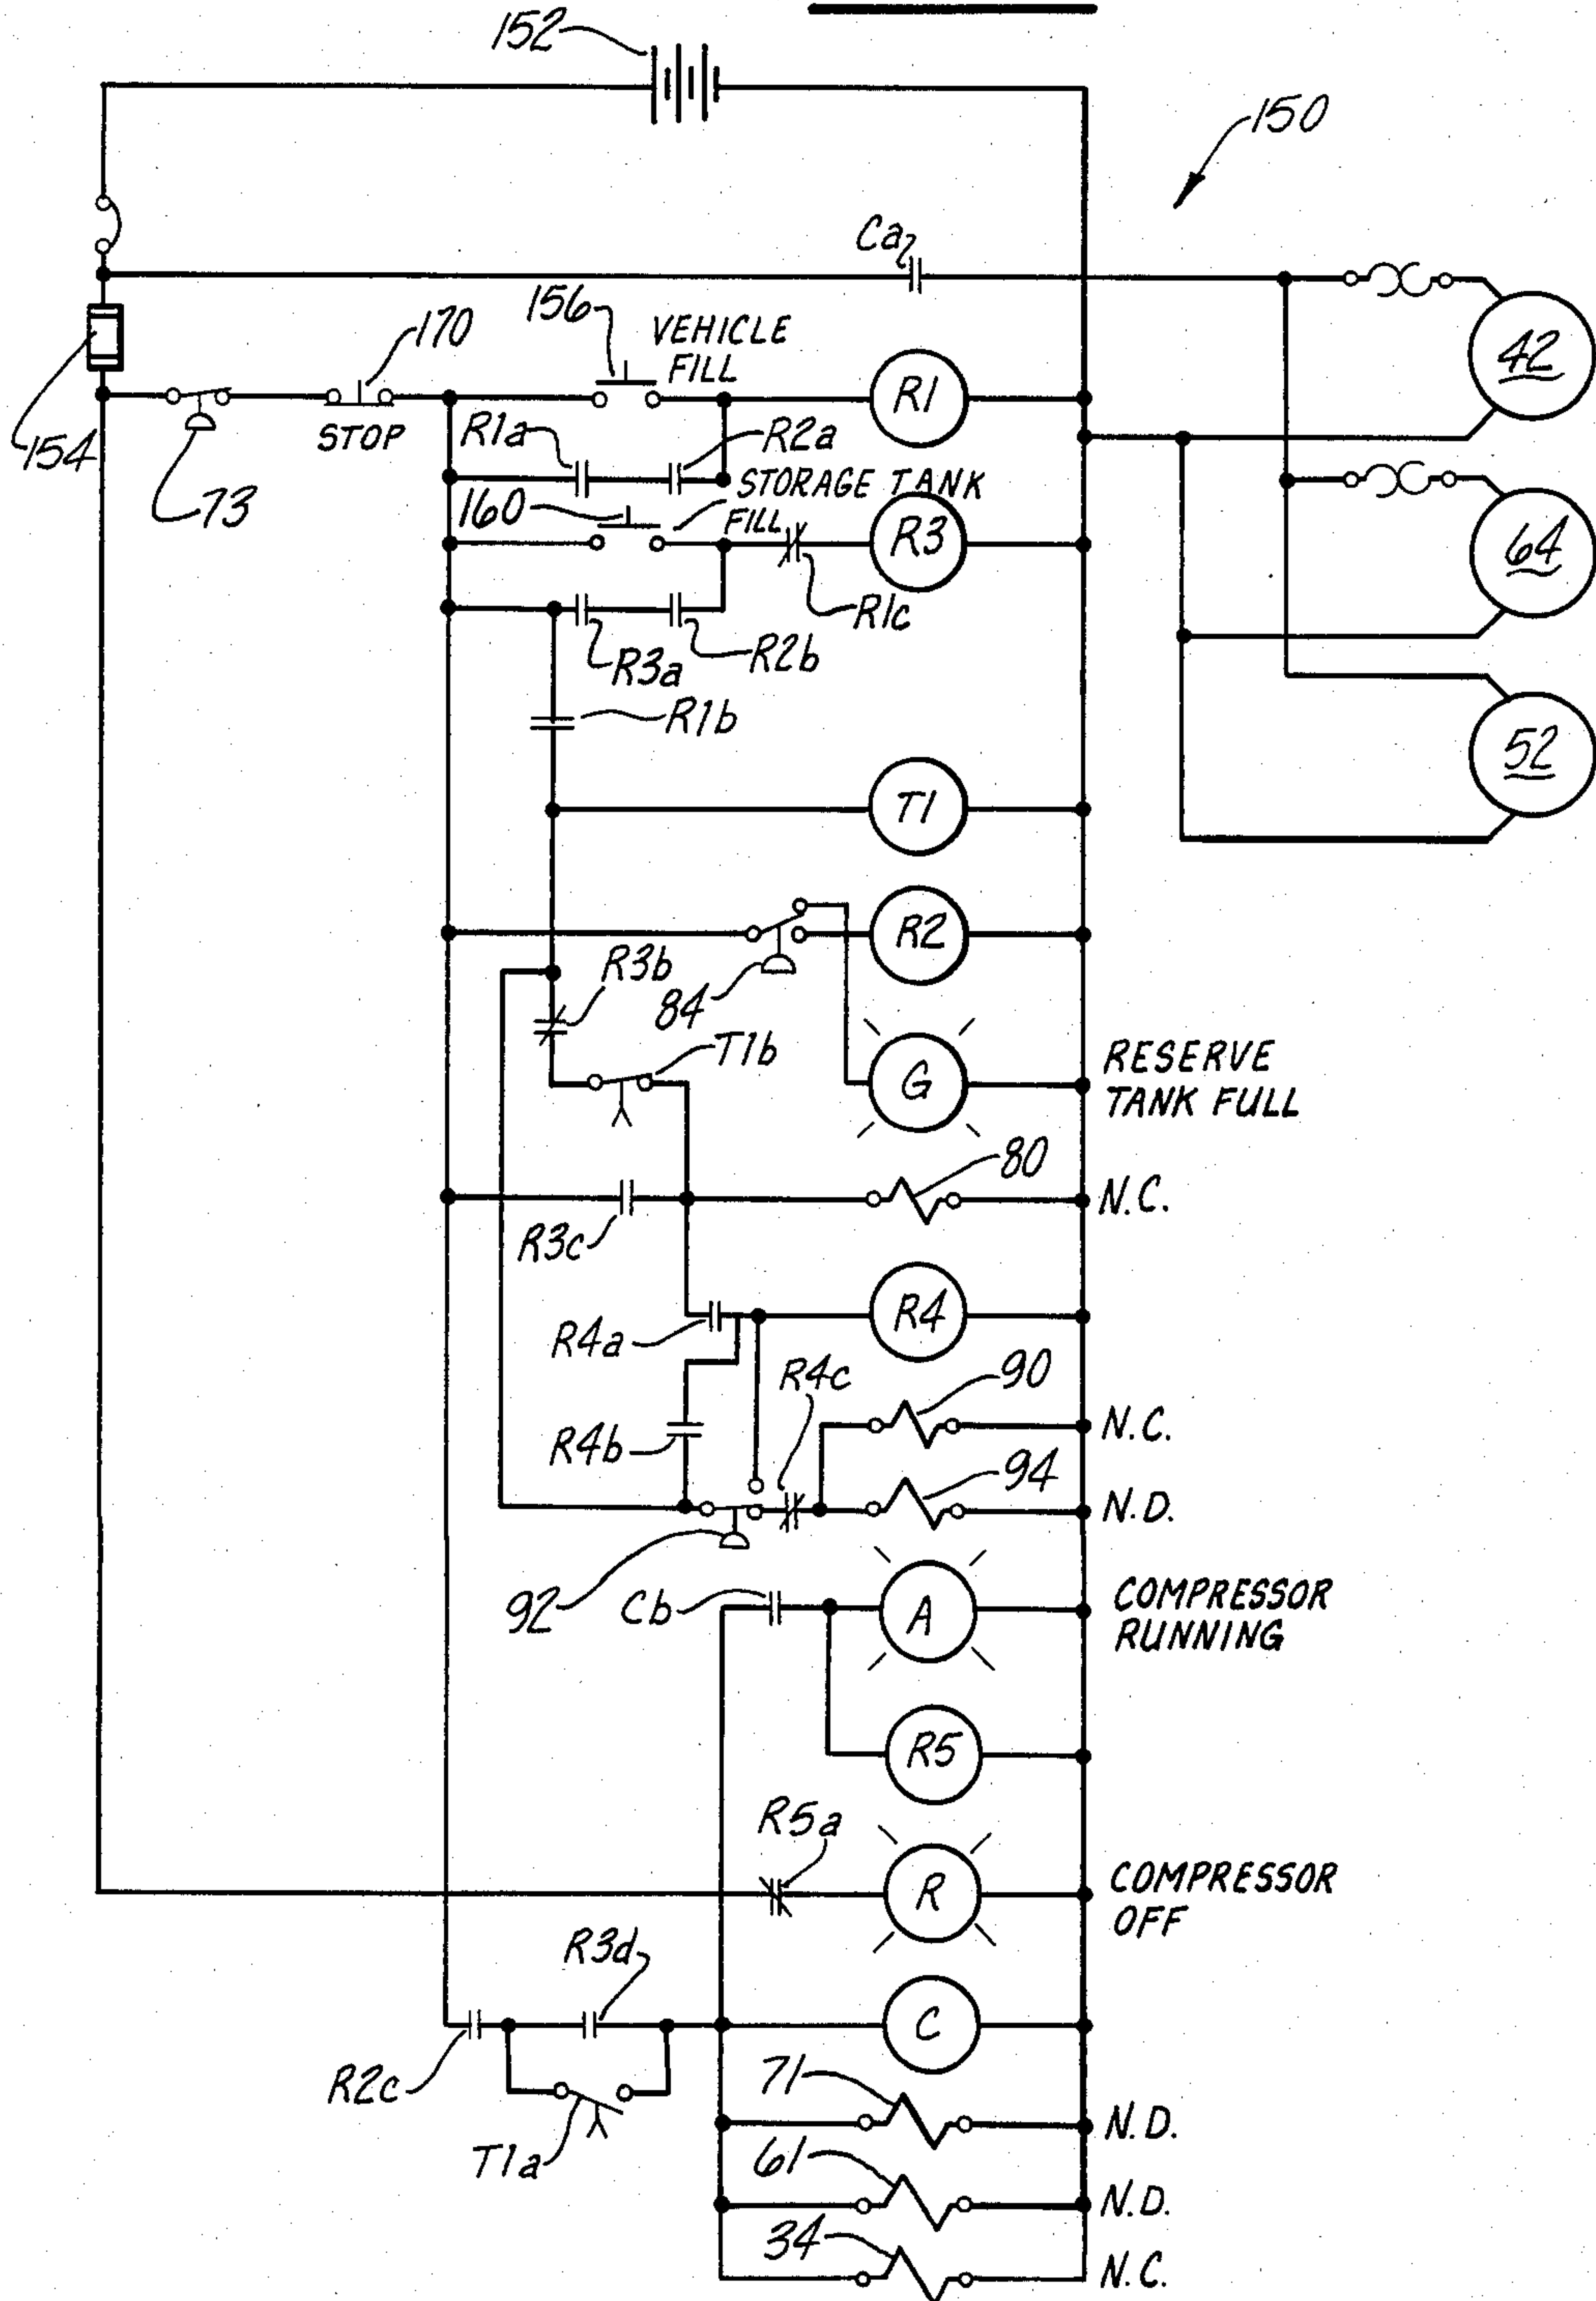 152
150
Ca
156
VEHICLE
FILL
170
42
R1
154
STOP
R1a
R2a
73
STORAGE TANK
FILL
160
R3
64
R1c
R3a
R2b
R1b
52
T1
R2
R3b
84
T1b
G
RESERVE
TANK FULL
80
N.C.
R3c
R4
R4a
R4c
90
N.C.
R4b
94
N.O.
92
Cb
A
COMPRESSOR
RUNNING
R5
R5a
R
COMPRESSOR
OFF
R3d
C
R2c
71
N.O.
T1a
61
N.O.
34
N.C.